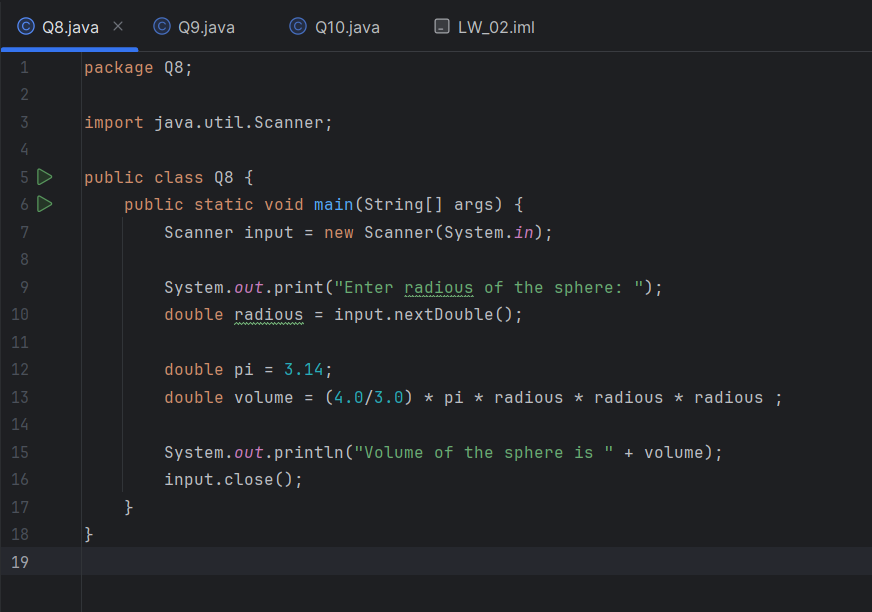 Q8.java Q9.java Q10.java LW_02.iml
1 package Q8;
2
3 import java.util.Scanner;
4
5 public class Q8 {
6 public static void main(String[] args) {
7 Scanner input = new Scanner(System.in);
8
9 System.out.print("Enter radious of the sphere: ");
10 double radious = input.nextDouble();
11
12 double pi = 3.14;
13 double volume = (4.0/3.0) * pi * radious * radious * radious ;
14
15 System.out.println("Volume of the sphere is " + volume);
16 input.close();
17 }
18 }
19